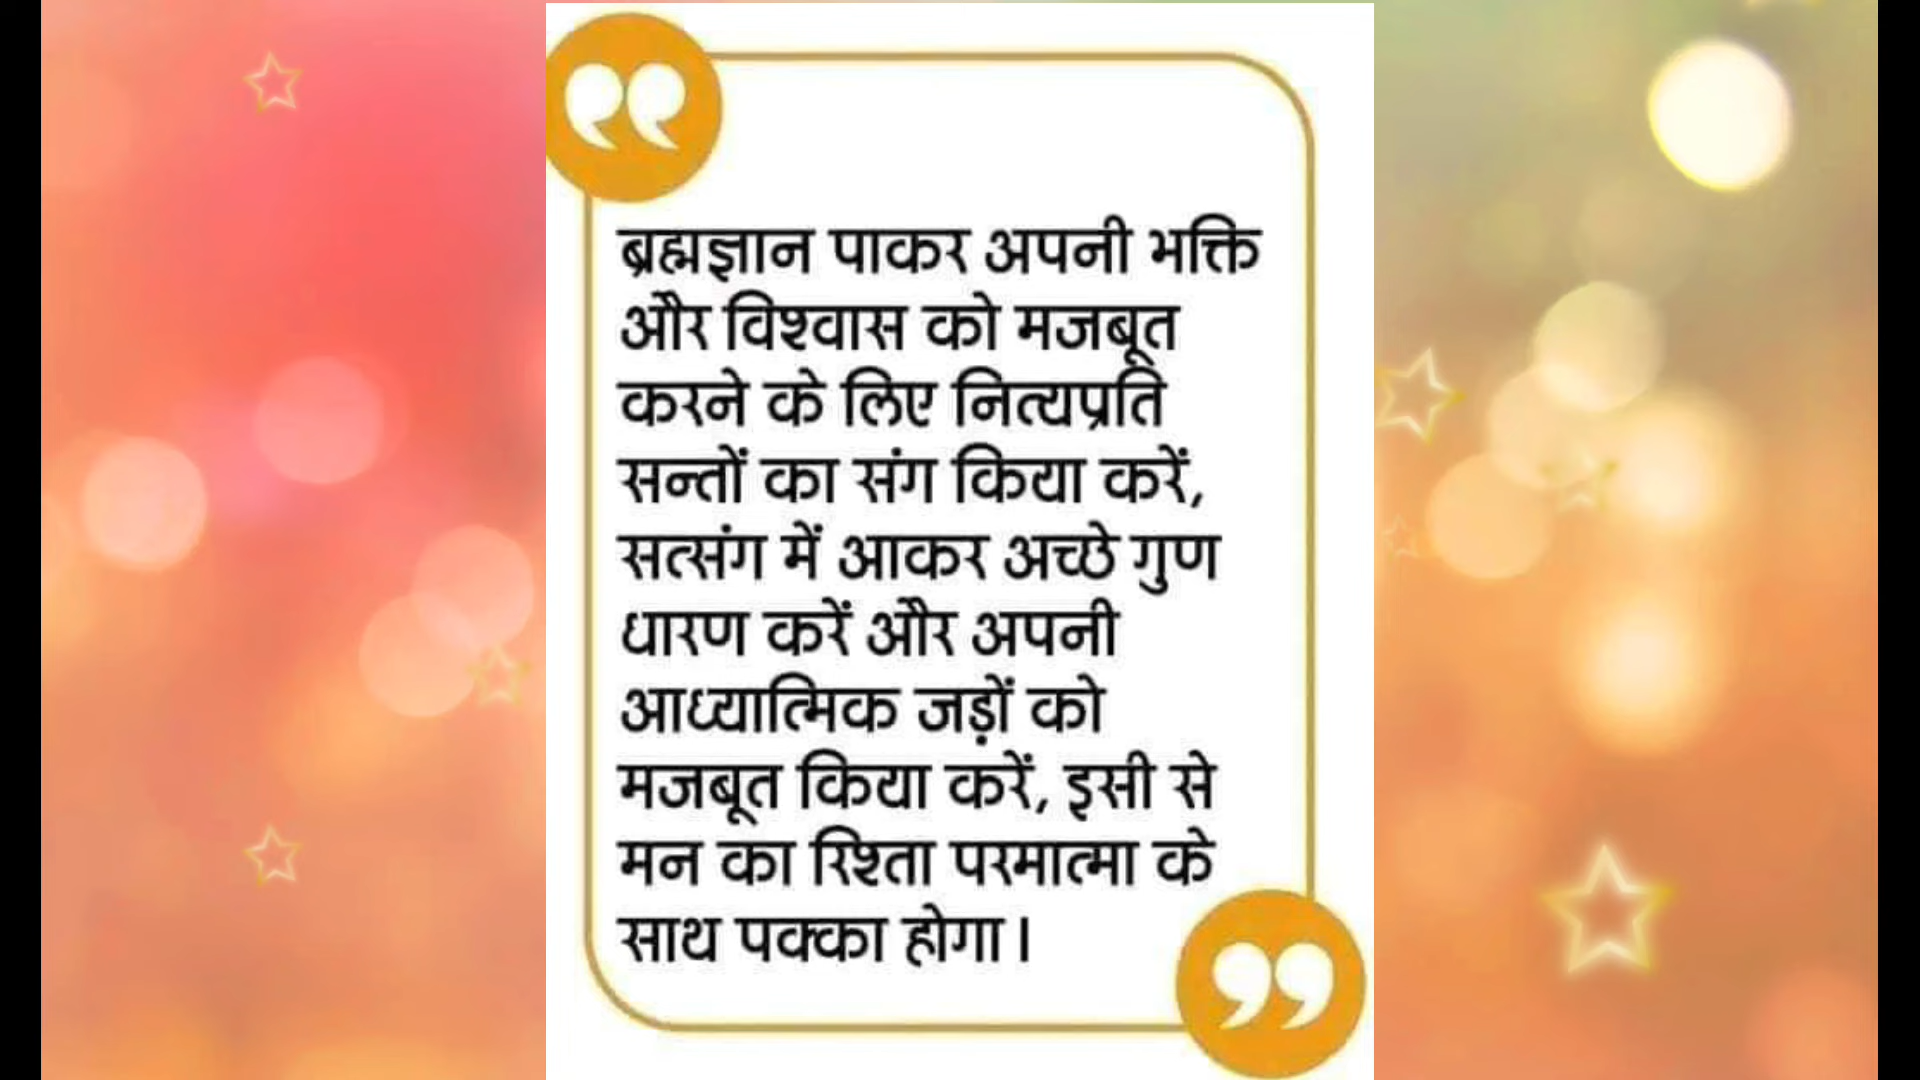 ब्रह्मज्ञान पाकर अपनी भक्ति
और विश्वास को मजबूत
करने के लिए नित्यप्रति
सन्तों का संग किया करें,
सत्संग में आकर अच्छे गुण
धारण करें और अपनी
आध्यात्मिक जड़ों को
मजबूत किया करें, इसी से
मन का रिश्ता परमात्मा के
साथ पक्का होगा।